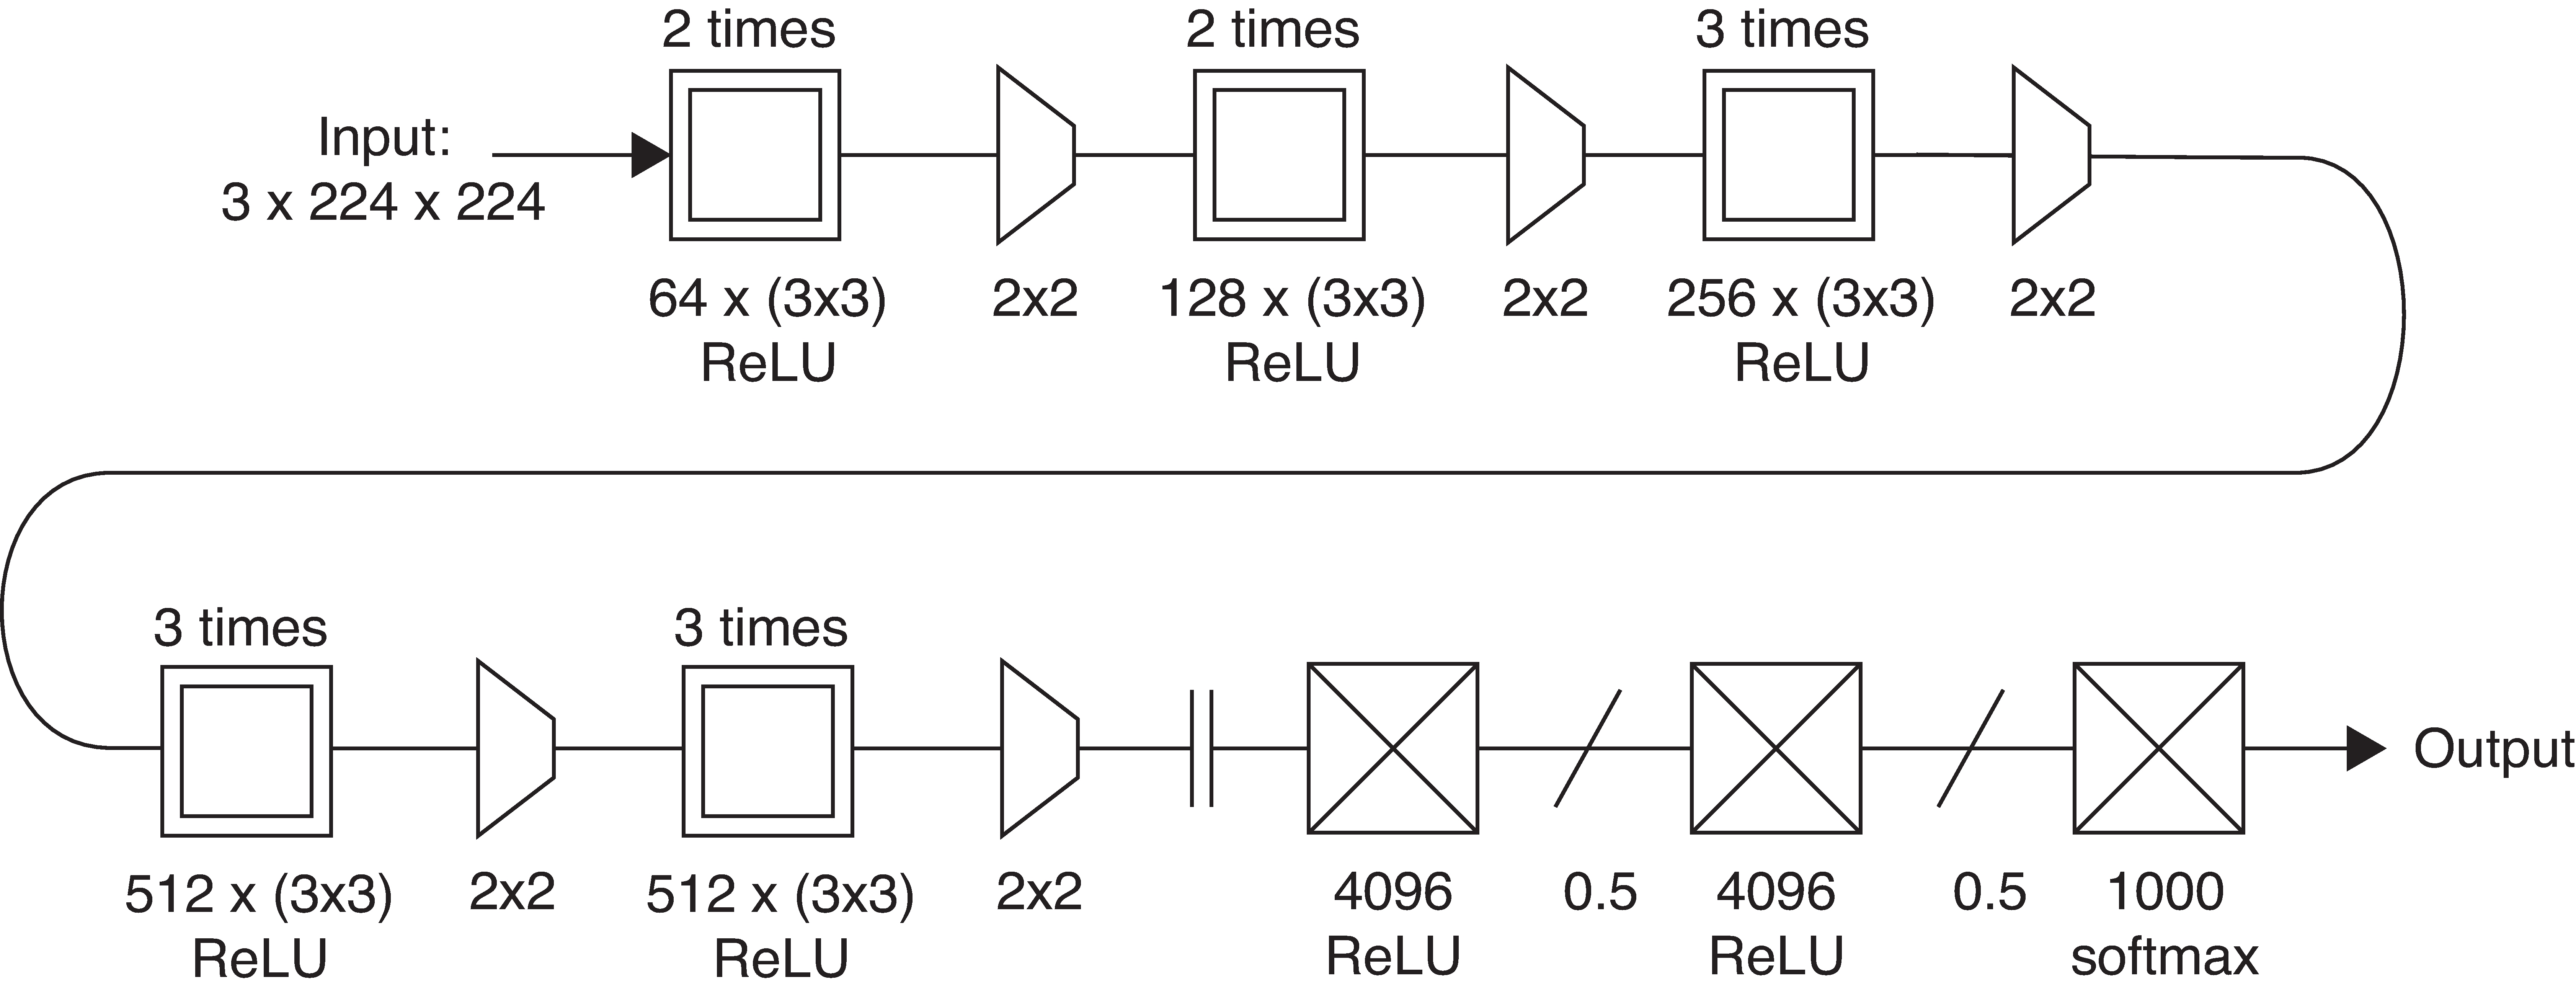 2 times
2 times
3 times
Input:
3 x 224 x 224
64 x (3x3)
ReLU
2x2
128 x (3x3)
ReLU
2x2
256 x (3x3)
ReLU
2x2
3 times
3 times
512 x (3x3)
ReLU
2x2
512 x (3x3)
ReLU
2x2
4096
ReLU
0.5
4096
ReLU
0.5
1000
softmax
Output